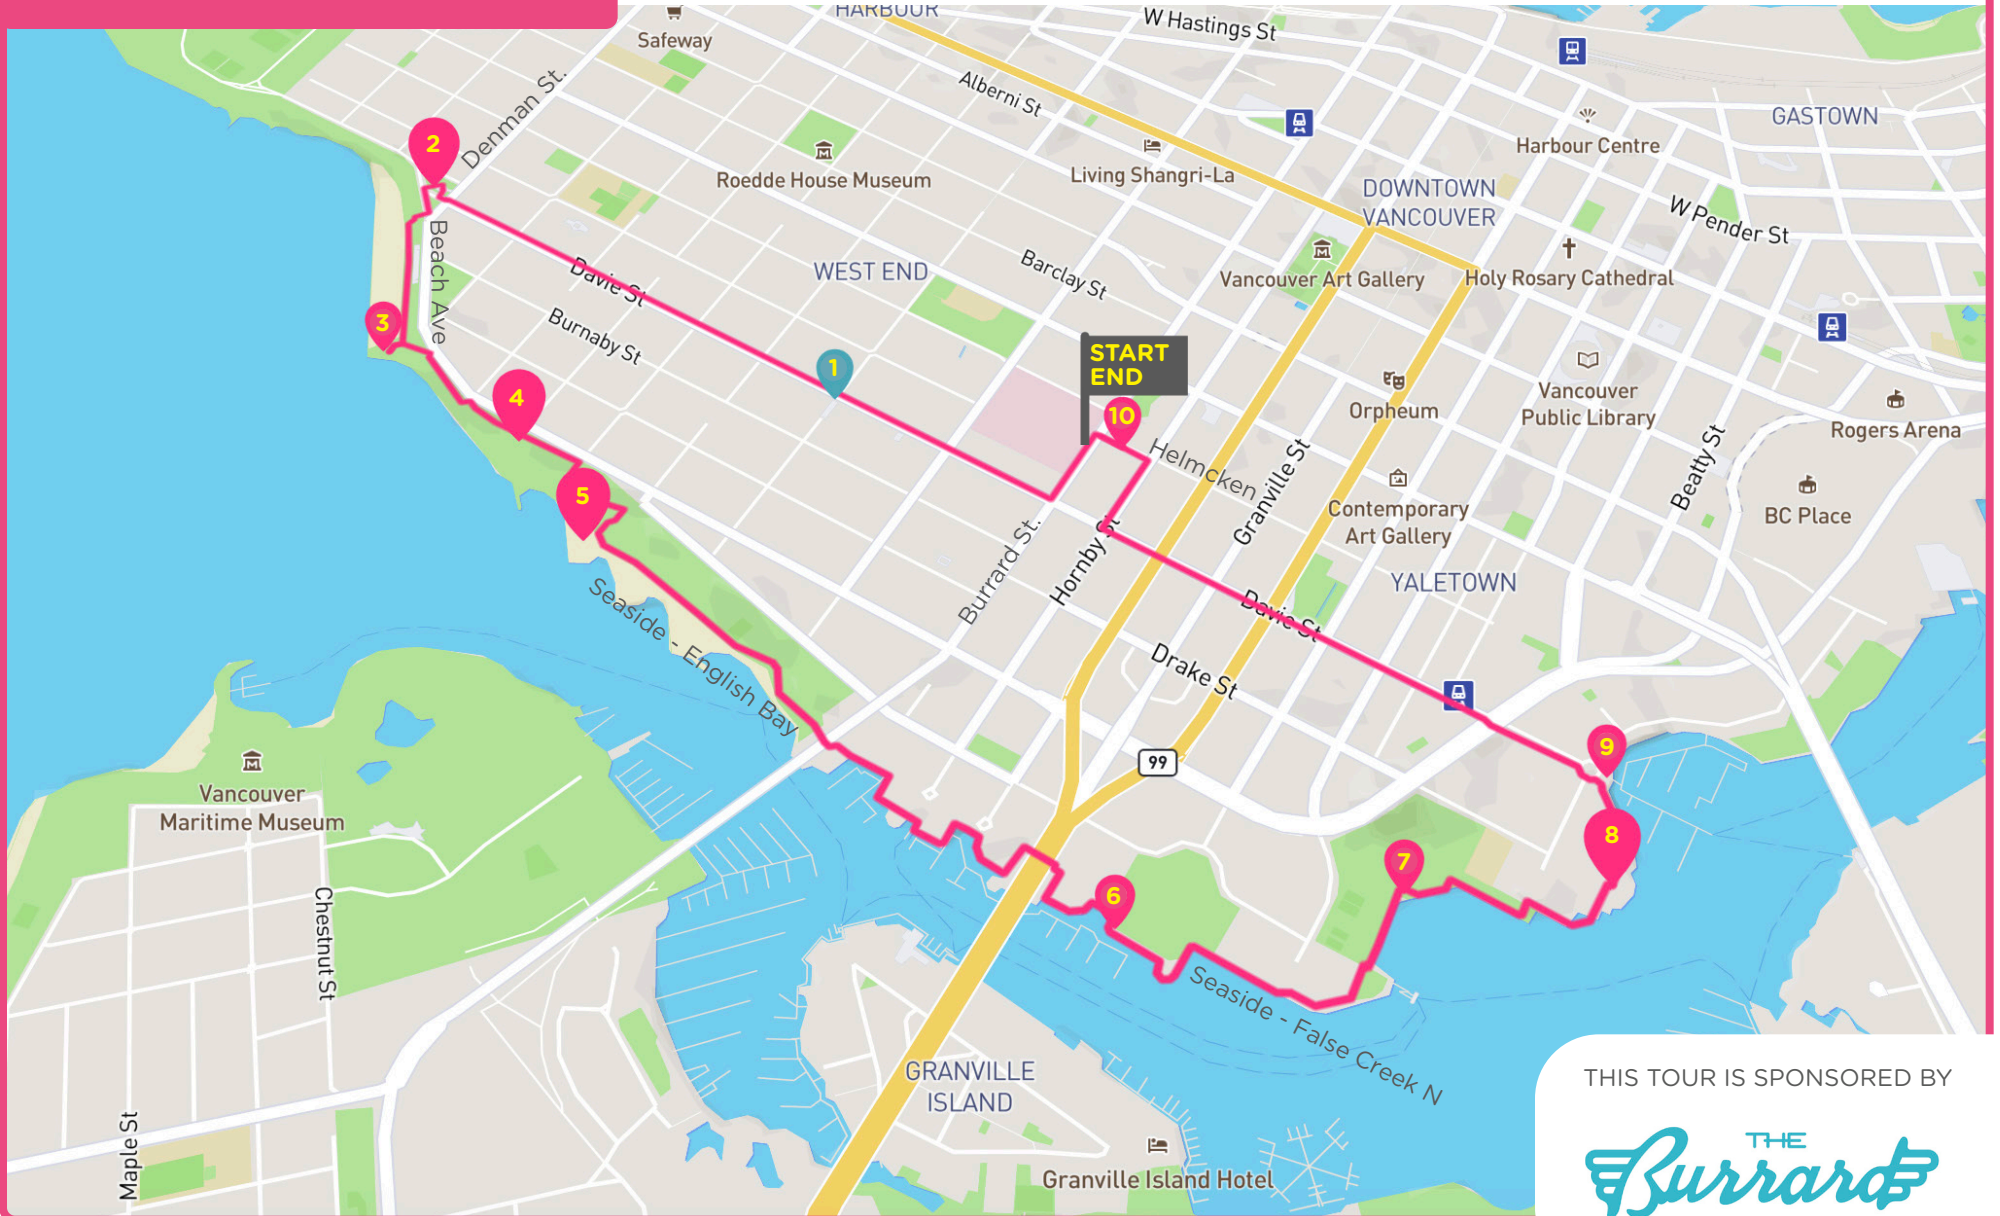 HARBOUR
W Hastings St
Safeway
Alberni St
Denman St.
GASTOWN
Harbour Centre
2
Roedde House Museum
Living Shangri-La
DOWNTOWN
VANCOUVER
W Pender St
Beach Ave
Davie St
WEST END
Barclay St
Vancouver Art Gallery
Holy Rosary Cathedral
3
Burnaby St
1
START
END
10
Vancouver
Public Library
Orpheum
Rogers Arena
4
Helmcken
Granville St
Beatty St
5
Contemporary
Art Gallery
BC Place
Burrard St.
Hornby St
YALETOWN
Davie St
Seaside - English Bay
Drake St
99
9
Vancouver
Maritime Museum
8
7
6
Chestnut St
Seaside - False Creek N
GRANVILLE
ISLAND
Maple St
Granville Island Hotel
THIS TOUR IS SPONSORED BY
THE
Burrard